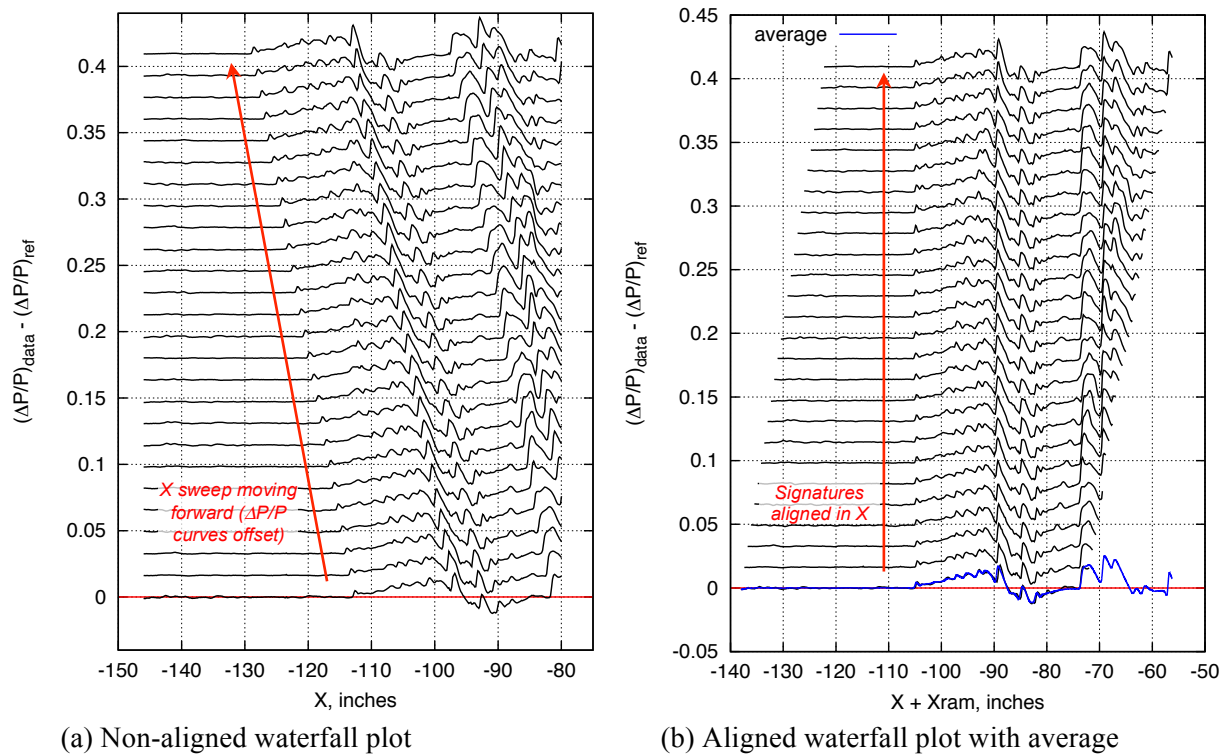 0.4
0.35
0.3
0.25
0.2
0.15
0.1
0.05
0
(ΔP/P)data - (ΔP/P)ref
X sweep moving
forward (ΔP/P
curves offset)
-150 -140 -130 -120 -110 -100 -90 -80
X, inches
(a) Non-aligned waterfall plot
0.45
0.4
0.35
0.3
0.25
0.2
0.15
0.1
0.05
0
-0.05
(ΔP/P)data - (ΔP/P)ref
average
Signatures
aligned in X
-140 -130 -120 -110 -100 -90 -80 -70 -60 -50
X + Xram, inches
(b) Aligned waterfall plot with average